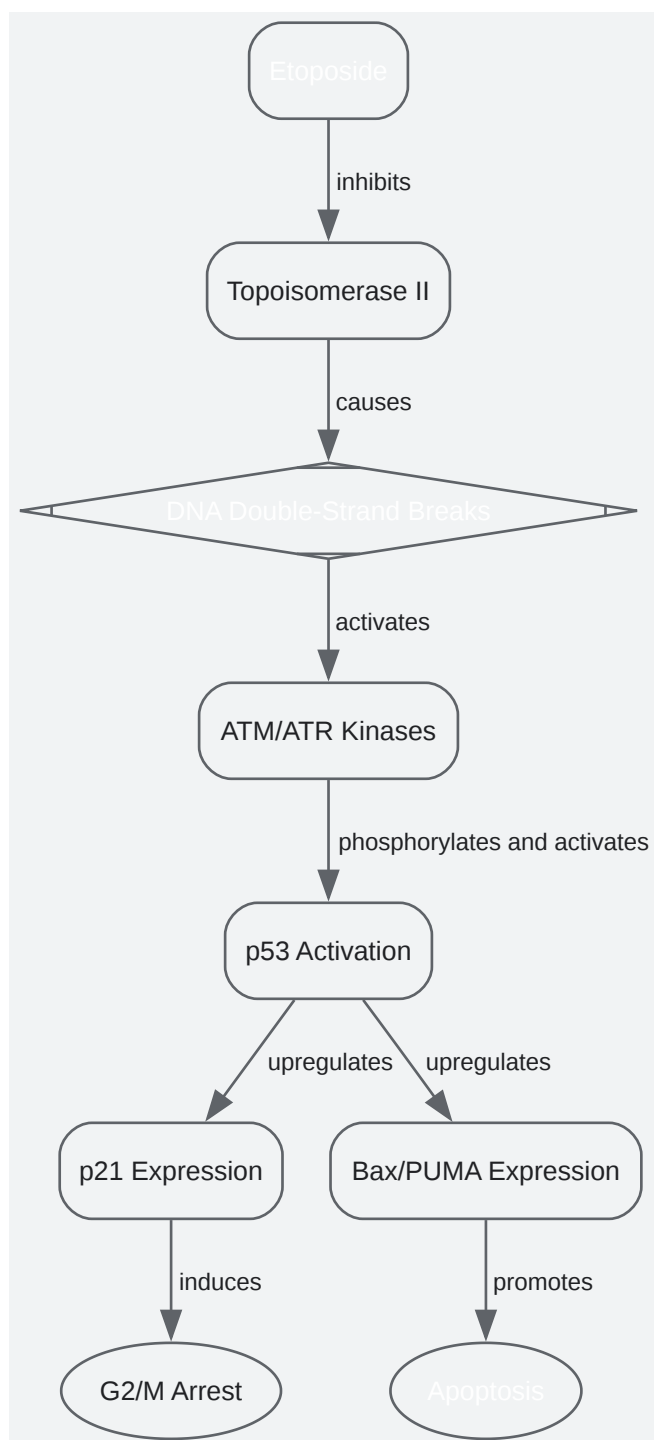 Etoposide
inhibits
Topoisomerase II
causes
DNA Double-Strand Breaks
activates
ATM/ATR Kinases
phosphorylates and activates
p53 Activation
upregulates
upregulates
p21 Expression
Bax/PUMA Expression
induces
promotes
G2/M Arrest
Apoptosis